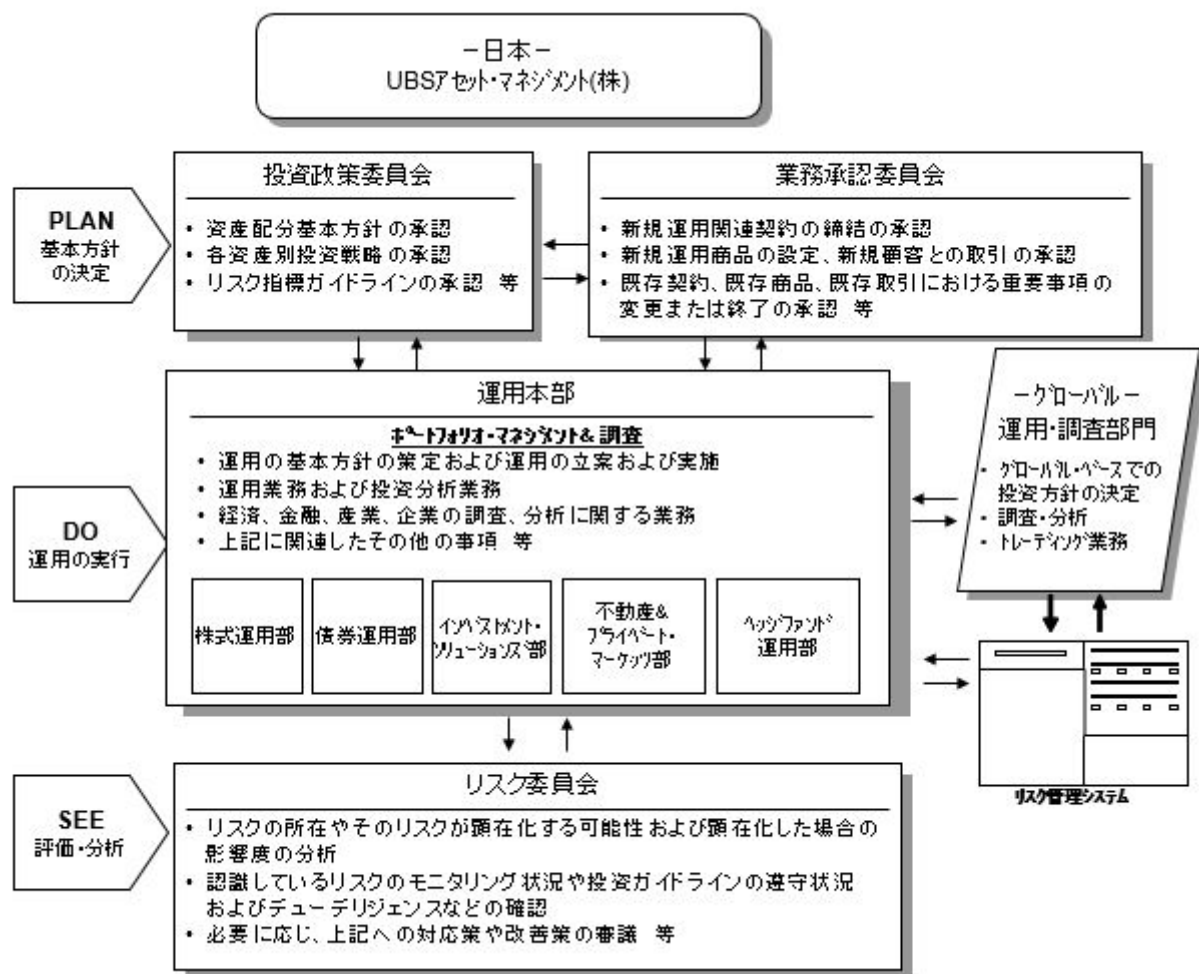 －日本－
UBSアセット・マネジメント(株)
PLAN
基本方針
の決定
投資政策委員会
• 資産配分基本方針の承認
• 各資産別投資戦略の承認
• リスク指標ガイドラインの承認 等
業務承認委員会
• 新規運用関連契約の締結の承認
• 新規運用商品の設定、新規顧客との取引の承認
• 既存契約、既存商品、既存取引における重要事項の
変更または終了の承認 等
DO
運用の実行
運用本部
ポートフォリオ・マネジメント&調査
• 運用の基本方針の策定および運用の立案および実施
• 運用業務および投資分析業務
• 経済、金融、産業、企業の調査、分析に関する業務
• 上記に関連したその他の事項 等
株式運用部
債券運用部
インベストメント・
ソリューションズ部
不動産&
プライベート・
マーケッツ部
ヘッジファンド
運用部
－グローバル－
運用・調査部門
• グローバル・ベースでの
投資方針の決定
• 調査・分析
• トレーディング業務
リスク管理システム
SEE
評価・分析
リスク委員会
• リスクの所在やそのリスクが顕在化する可能性および顕在化した場合の
影響度の分析
• 認識しているリスクのモニタリング状況や投資ガイドラインの遵守状況
およびデューデリジェンスなどの確認
• 必要に応じ、上記への対応策や改善策の審議 等